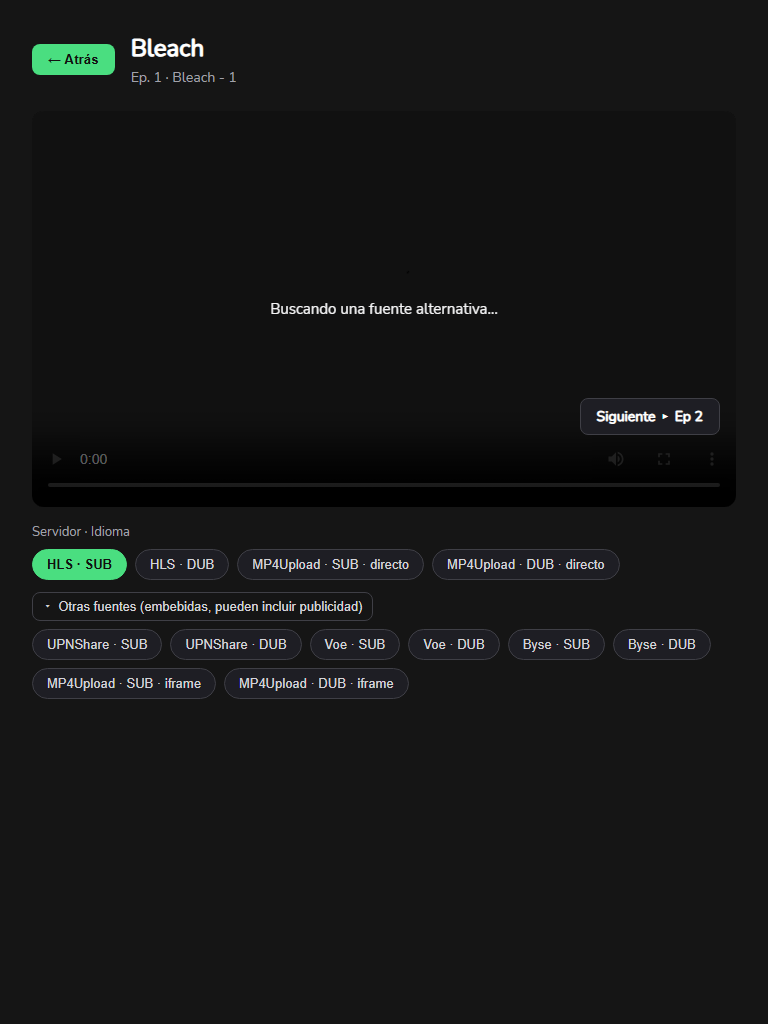 ← Atrás
Bleach
Ep. 1 · Bleach - 1
Buscando una fuente alternativa...
Siguiente ▸ Ep 2
0:00
Servidor · Idioma
HLS · SUB HLS · DUB MP4Upload · SUB · directo MP4Upload · DUB · directo
▾ Otras fuentes (embebidas, pueden incluir publicidad)
UPNShare · SUB UPNShare · DUB Voe · SUB Voe · DUB Byse · SUB Byse · DUB
MP4Upload · SUB · iframe MP4Upload · DUB · iframe